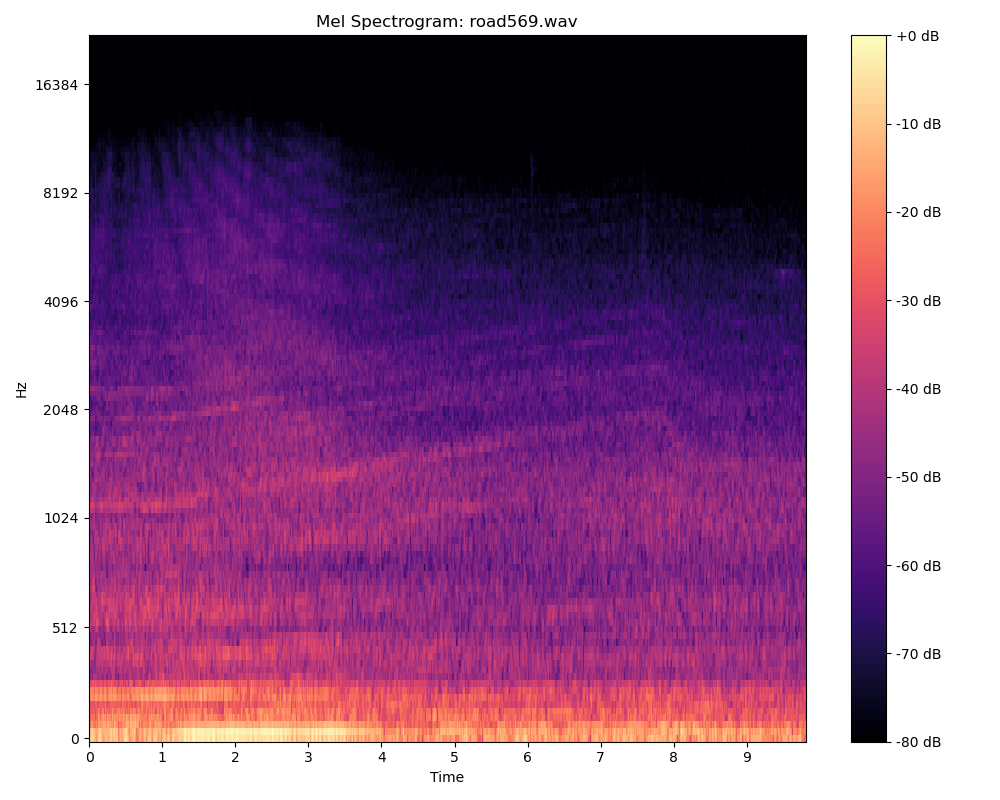 Mel Spectrogram: road569.wav
Hz
16384
8192
4096
2048
1024
512
0
0 1 2 3 4 5 6 7 8 9
Time
+0 dB
-10 dB
-20 dB
-30 dB
-40 dB
-50 dB
-60 dB
-70 dB
-80 dB